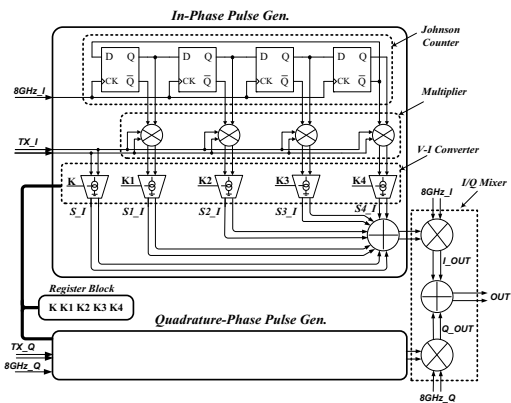 In-Phase Pulse Gen.
Johnson
Counter
D Q D Q D Q D Q
CK Q CK Q CK Q CK Q
8GHz_I
Multiplier
TX_I
V-I Converter
K K1 K2 K3 K4
S_I S1_I S2_I S3_I S4_I
I/Q Mixer
8GHz_I
I_OUT
OUT
Q_OUT
8GHz_Q
Register Block
K K1 K2 K3 K4
Quadrature-Phase Pulse Gen.
TX_Q
8GHz_Q